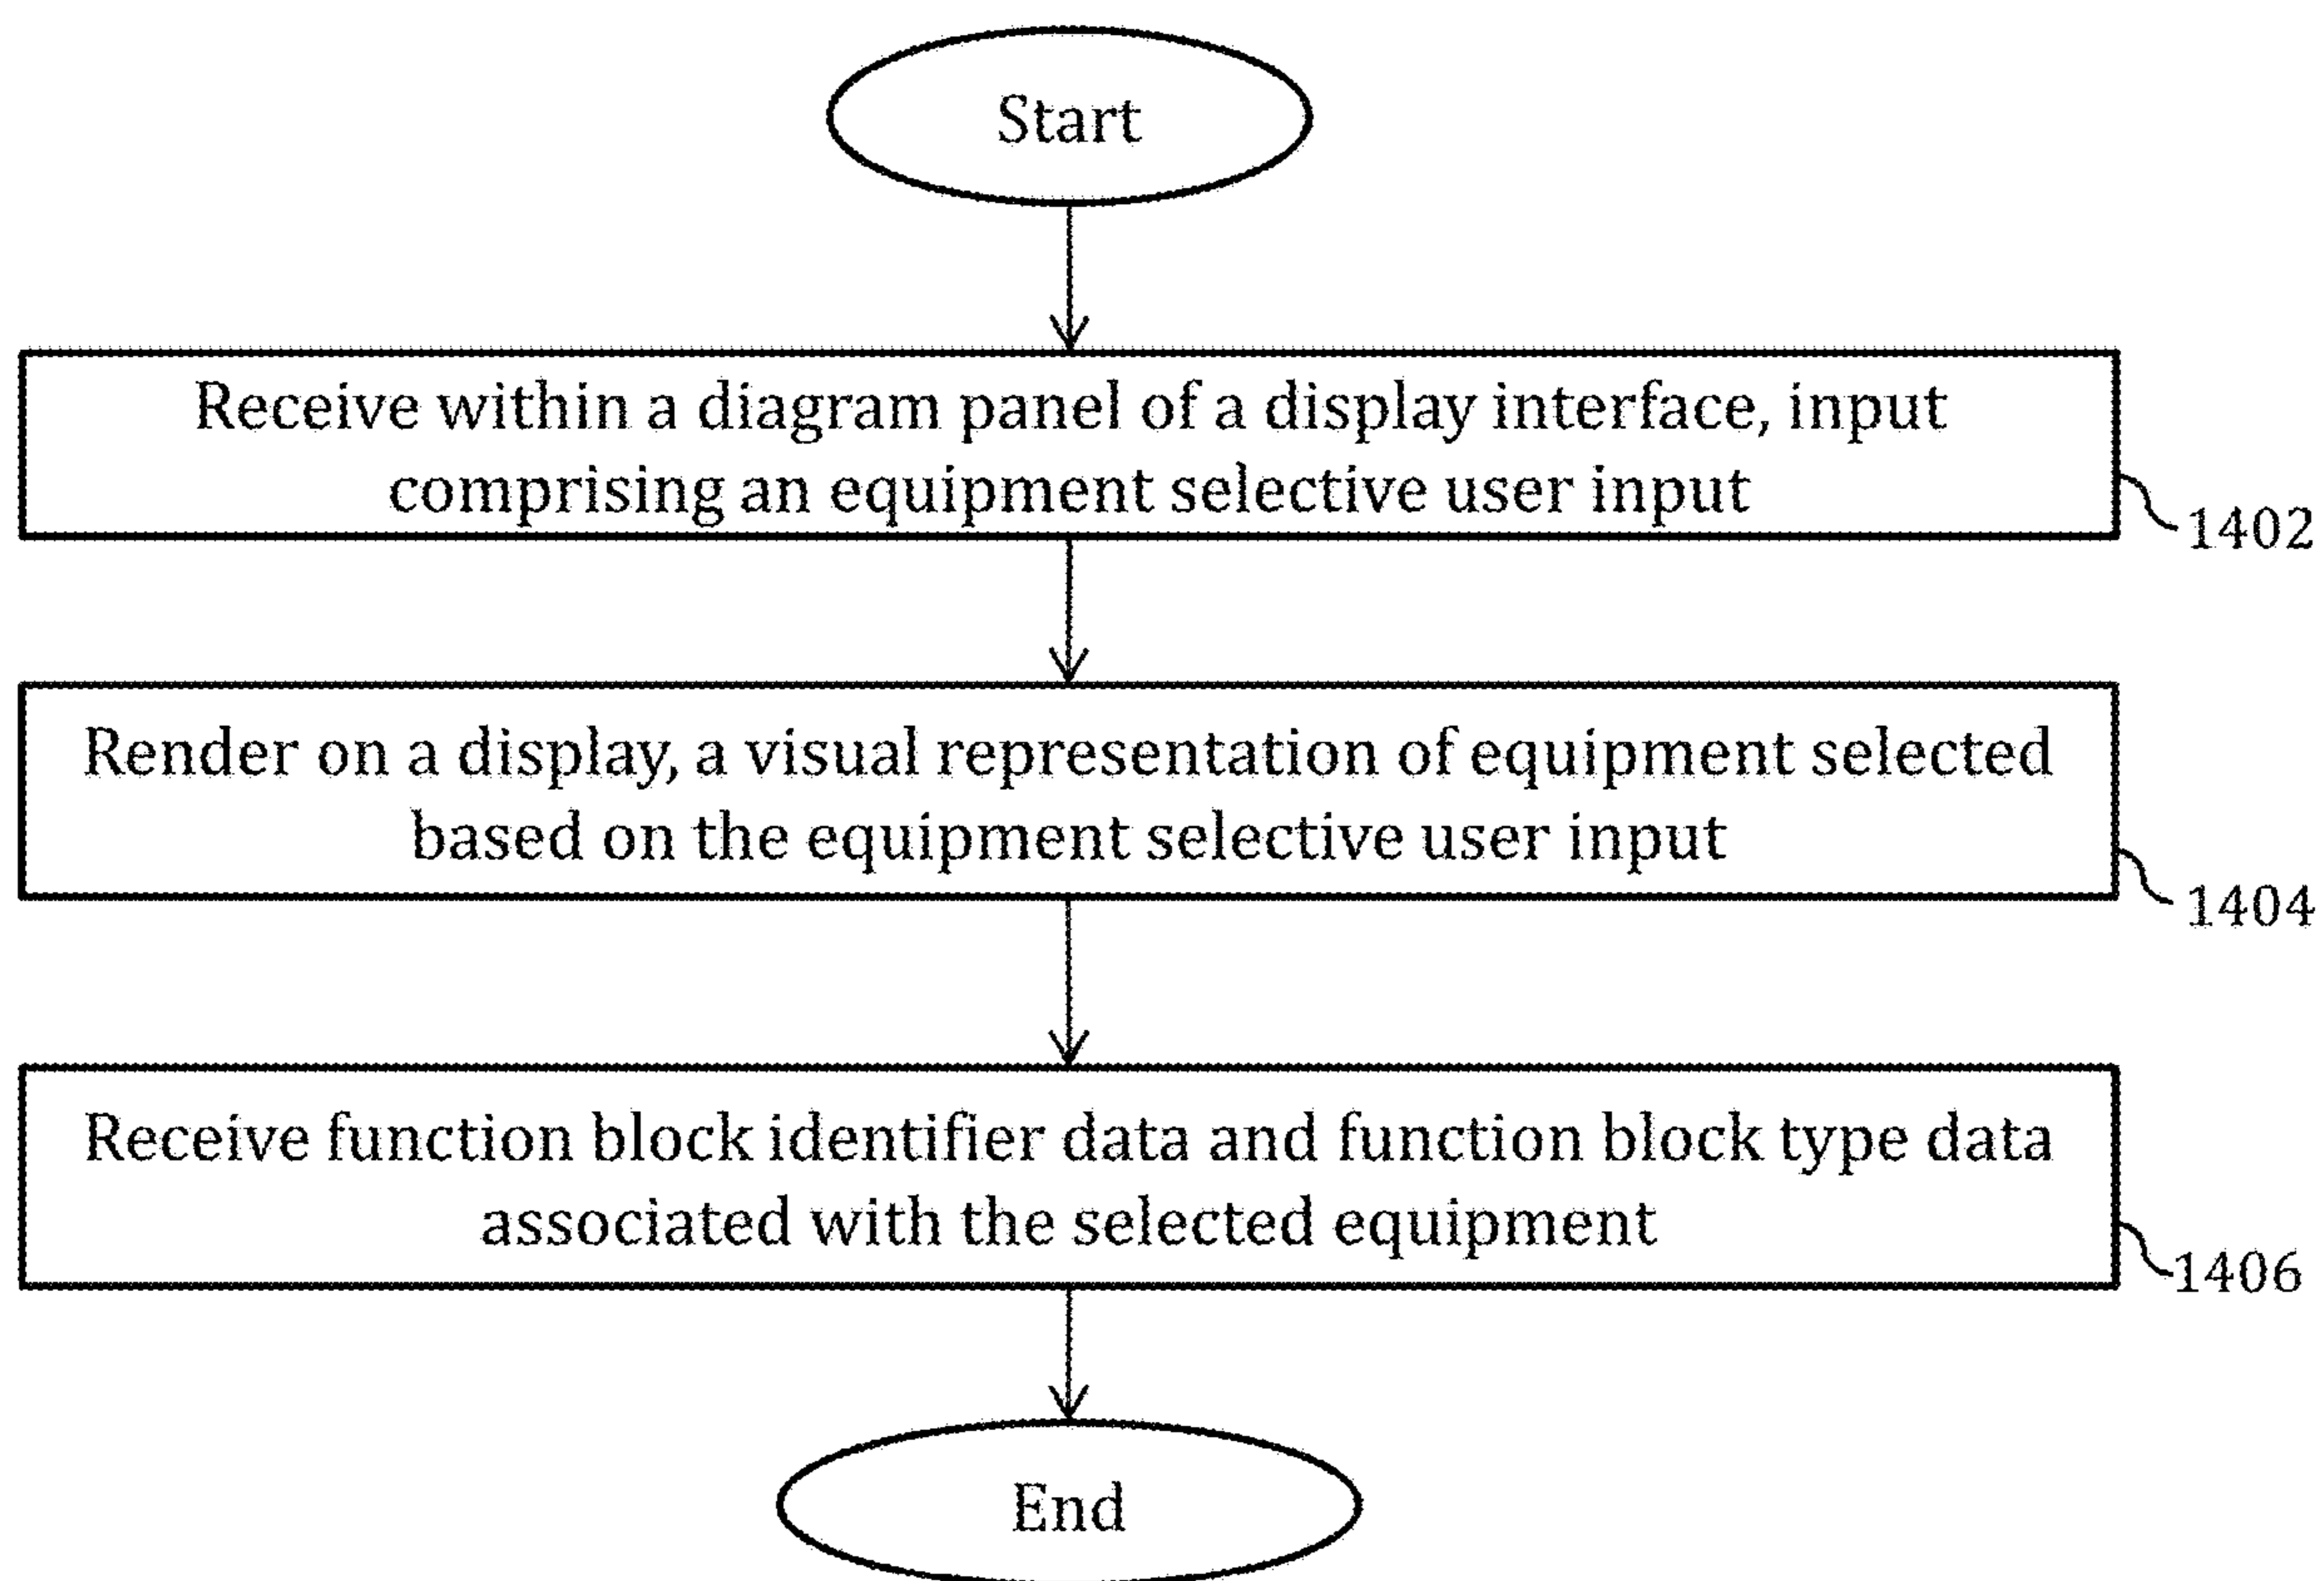 Start
Receive within a diagram panel of a display interface, input
comprising an equipment selective user input
1402
Render on a display, a visual representation of equipment selected
based on the equipment selective user input
1404
Receive function block identifier data and function block type data
associated with the selected equipment
1406
End